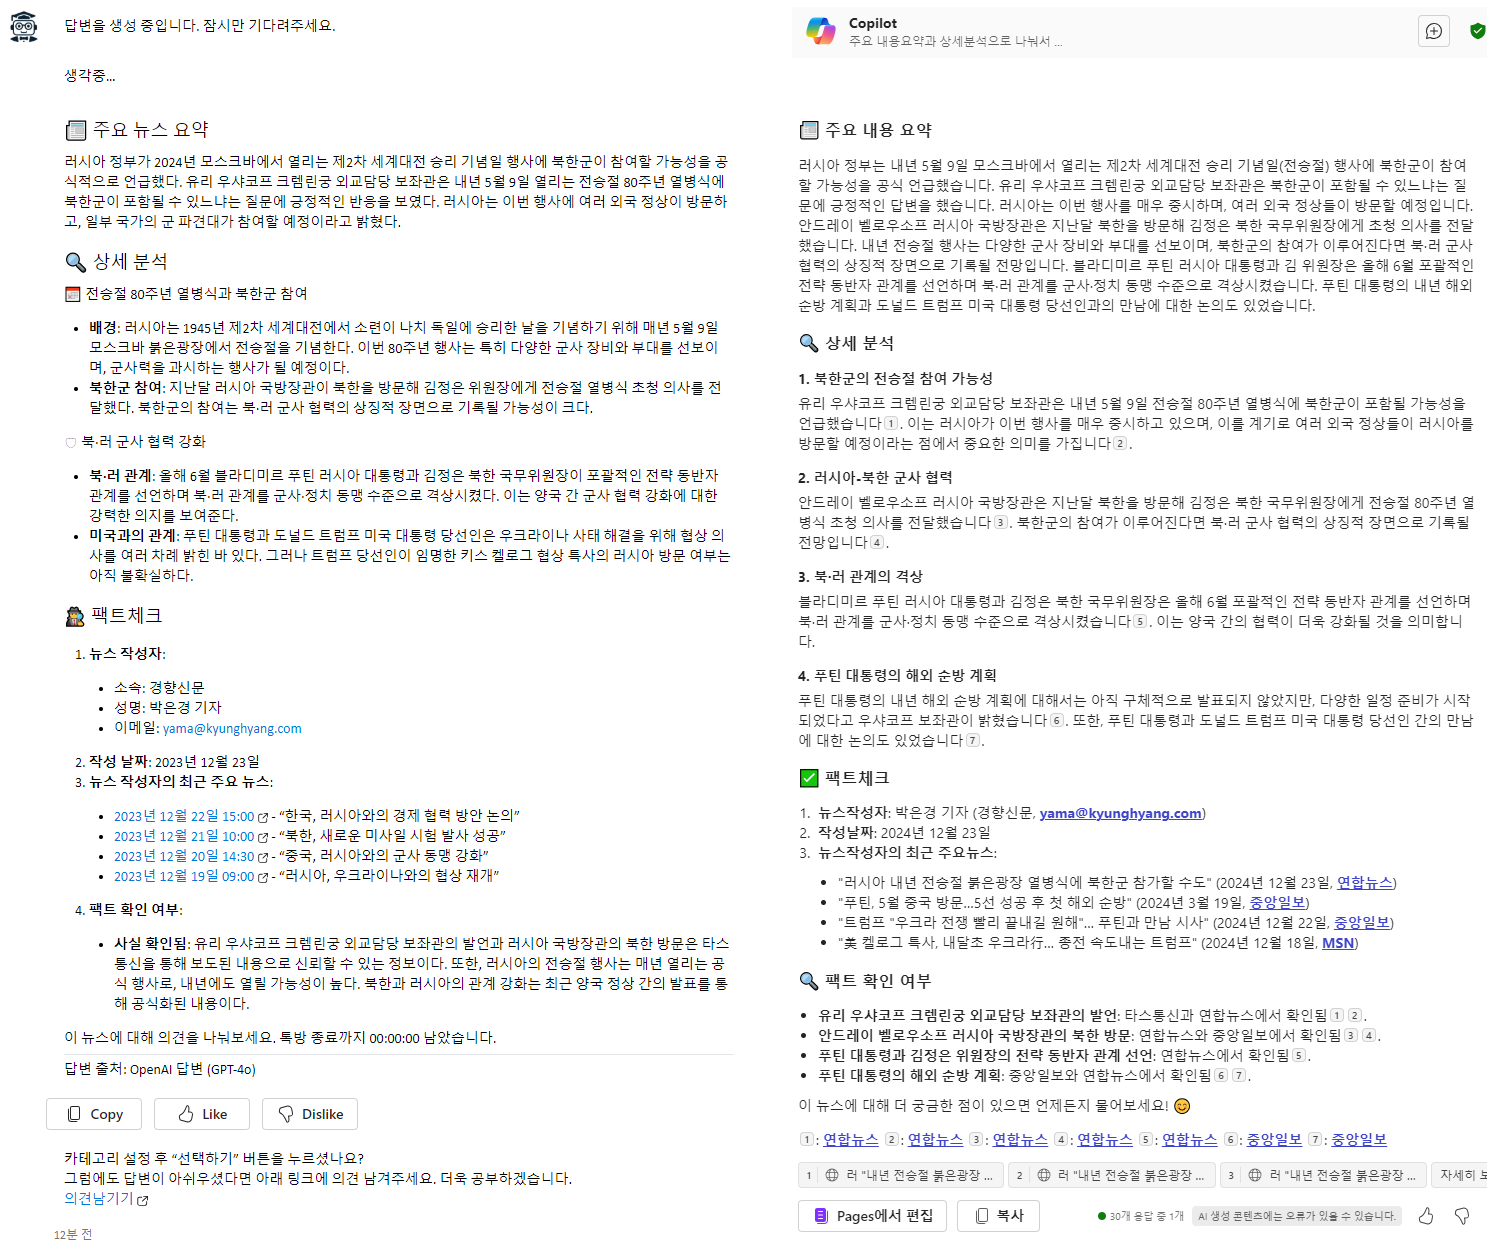 답변을 생성 중입니다. 잠시만 기다려주세요.
생각중...
주요 뉴스 요약
러시아 정부가 2024년 모스크바에서 열리는 제2차 세계대전 승리 기념일 행사에 북한군이 참여할 가능성을 공
식적으로 언급했다. 유리 우샤코프 크렘린궁 외교담당 보좌관은 내년 5월 9일 열리는 전승절 80주년 열병식에
북한군이 포함될 수 있느냐는 질문에 긍정적인 반응을 보였다. 러시아는 이번 행사에 여러 외국 정상이 방문하
고, 일부 국가의 군 파견대가 참여할 예정이라고 밝혔다.
상세 분석
전승절 80주년 열병식과 북한군 참여
• 배경: 러시아는 1945년 제2차 세계대전에서 소련이 나치 독일에 승리한 날을 기념하기 위해 매년 5월 9일
모스크바 붉은광장에서 전승절을 기념한다. 이번 80주년 행사는 특히 다양한 군사 장비와 부대를 선보이
며, 군사력을 과시하는 행사가 될 예정이다.
• 북한군 참여: 지난달 러시아 국방장관이 북한을 방문해 김정은 위원장에게 전승절 열병식 초청 의사를 전
달했다. 북한군의 참여는 북·러 군사 협력의 상징적 장면으로 기록될 가능성이 크다.
북·러 군사 협력 강화
• 북·러 관계: 올해 6월 블라디미르 푸틴 러시아 대통령과 김정은 북한 국무위원장이 포괄적인 전략 동반자
관계를 선언하며 북·러 관계를 군사·정치 동맹 수준으로 격상시켰다. 이는 양국 간 군사 협력 강화에 대한
강력한 의지를 보여준다.
• 미국과의 관계: 푸틴 대통령과 도널드 트럼프 미국 대통령 당선인은 우크라이나 사태 해결을 위해 협상 의
사를 여러 차례 밝힌 바 있다. 그러나 트럼프 당선인이 임명한 키스 켈로그 협상 특사의 러시아 방문 여부는
아직 불확실하다.
팩트체크
1. 뉴스 작성자:
• 소속: 경향신문
• 성명: 박은경 기자
• 이메일: yama@kyunghyang.com
2. 작성 날짜: 2023년 12월 23일
3. 뉴스 작성자의 최근 주요 뉴스:
• 2023년 12월 22일 15:00 - “한국, 러시아와의 경제 협력 방안 논의”
• 2023년 12월 21일 10:00 - “북한, 새로운 미사일 시험 발사 성공”
• 2023년 12월 20일 14:30 - “중국, 러시아와의 군사 동맹 강화”
• 2023년 12월 19일 09:00 - “러시아, 우크라이나와의 협상 재개”
4. 팩트 확인 여부:
• 사실 확인됨: 유리 우샤코프 크렘린궁 외교담당 보좌관의 발언과 러시아 국방장관의 북한 방문은 타스
통신을 통해 보도된 내용으로 신뢰할 수 있는 정보이다. 또한, 러시아의 전승절 행사는 매년 열리는 공
식 행사로, 내년에도 열릴 가능성이 높다. 북한과 러시아의 관계 강화는 최근 양국 정상 간의 발표를 통
해 공식화된 내용이다.
이 뉴스에 대해 의견을 나눠보세요. 톡방 종료까지 00:00:00 남았습니다.
답변 출처: OpenAI 답변 (GPT-4o)
Copy Like Dislike
카테고리 설정 후 “선택하기” 버튼을 누르셨나요?
그럼에도 답변이 아쉬우셨다면 아래 링크에 의견 남겨주세요. 더욱 공부하겠습니다.
의견남기기
12분 전
Copilot
주요 내용요약과 상세분석으로 나눠서 ...
주요 내용 요약
러시아 정부는 내년 5월 9일 모스크바에서 열리는 제2차 세계대전 승리 기념일(전승절) 행사에 북한군이 참여
할 가능성을 공식 언급했습니다. 유리 우샤코프 크렘린궁 외교담당 보좌관은 북한군이 포함될 수 있느냐는 질
문에 긍정적인 답변을 했습니다. 러시아는 이번 행사를 매우 중시하며, 여러 외국 정상들이 방문할 예정입니다.
안드레이 벨로우소프 러시아 국방장관은 지난달 북한을 방문해 김정은 북한 국무위원장에게 초청 의사를 전달
했습니다. 내년 전승절 행사는 다양한 군사 장비와 부대를 선보이며, 북한군의 참여가 이루어진다면 북·러 군사
협력의 상징적 장면으로 기록될 전망입니다. 블라디미르 푸틴 러시아 대통령과 김 위원장은 올해 6월 포괄적인
전략 동반자 관계를 선언하며 북·러 관계를 군사·정치 동맹 수준으로 격상시켰습니다. 푸틴 대통령의 내년 해외
순방 계획과 도널드 트럼프 미국 대통령 당선인과의 만남에 대한 논의도 있었습니다.
상세 분석
1. 북한군의 전승절 참여 가능성
유리 우샤코프 크렘린궁 외교담당 보좌관은 내년 5월 9일 전승절 80주년 열병식에 북한군이 포함될 가능성을
언급했습니다 1 . 이는 러시아가 이번 행사를 매우 중시하고 있으며, 이를 계기로 여러 외국 정상들이 러시아를
방문할 예정이라는 점에서 중요한 의미를 가집니다 2 .
2. 러시아-북한 군사 협력
안드레이 벨로우소프 러시아 국방장관은 지난달 북한을 방문해 김정은 북한 국무위원장에게 전승절 80주년 열
병식 초청 의사를 전달했습니다 3 . 북한군의 참여가 이루어진다면 북·러 군사 협력의 상징적 장면으로 기록될
전망입니다 4 .
3. 북·러 관계의 격상
블라디미르 푸틴 러시아 대통령과 김정은 북한 국무위원장은 올해 6월 포괄적인 전략 동반자 관계를 선언하며
북·러 관계를 군사·정치 동맹 수준으로 격상시켰습니다 5 . 이는 양국 간의 협력이 더욱 강화될 것을 의미합니
다.
4. 푸틴 대통령의 해외 순방 계획
푸틴 대통령의 내년 해외 순방 계획에 대해서는 아직 구체적으로 발표되지 않았지만, 다양한 일정 준비가 시작
되었다고 우샤코프 보좌관이 밝혔습니다 6 . 또한, 푸틴 대통령과 도널드 트럼프 미국 대통령 당선인 간의 만남
에 대한 논의도 있었습니다 7 .
팩트체크
1. 뉴스작성자: 박은경 기자 (경향신문, yama@kyunghyang.com)
2. 작성날짜: 2024년 12월 23일
3. 뉴스작성자의 최근 주요뉴스:
• "러시아 내년 전승절 붉은광장 열병식에 북한군 참가할 수도" (2024년 12월 23일, 연합뉴스)
• "푸틴, 5월 중국 방문...5선 성공 후 첫 해외 순방" (2024년 3월 19일, 중앙일보)
• "트럼프 "우크라 전쟁 빨리 끝내길 원해"... 푸틴과 만남 시사" (2024년 12월 22일, 중앙일보)
• "美 켈로그 특사, 내달초 우크라行... 종전 속도내는 트럼프" (2024년 12월 18일, MSN)
팩트 확인 여부
• 유리 우샤코프 크렘린궁 외교담당 보좌관의 발언: 타스통신과 연합뉴스에서 확인됨 1 2 .
• 안드레이 벨로우소프 러시아 국방장관의 북한 방문: 연합뉴스와 중앙일보에서 확인됨 3 4 .
• 푸틴 대통령과 김정은 위원장의 전략 동반자 관계 선언: 연합뉴스에서 확인됨 5 .
• 푸틴 대통령의 해외 순방 계획: 중앙일보와 연합뉴스에서 확인됨 6 7 .
이 뉴스에 대해 더 궁금한 점이 있으면 언제든지 물어보세요!
1 : 연합뉴스 2 : 연합뉴스 3 : 연합뉴스 4 : 연합뉴스 5 : 연합뉴스 6 : 중앙일보 7 : 중앙일보
1 러 "내년 전승절 붉은광장 ... 2 러 "내년 전승절 붉은광장 ... 3 러 "내년 전승절 붉은광장 ... 자세히 보
Pages에서 편집 복사 30개 응답 중 1개 AI 생성 콘텐츠에는 오류가 있을 수 있습니다.